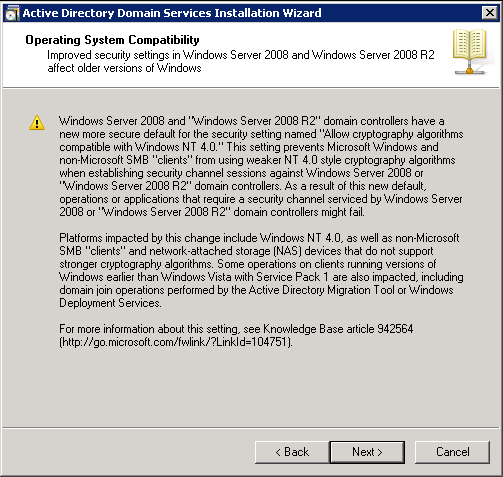 Active Directory Domain Services Installation Wizard
Operating System Compatibility
Improved security settings in Windows Server 2008 and Windows Server 2008 R2
affect older versions of Windows
Windows Server 2008 and "Windows Server 2008 R2" domain controllers have a
new more secure default for the security setting named "Allow cryptography algorithms
compatible with Windows NT 4.0." This setting prevents Microsoft Windows and
non-Microsoft SMB "clients" from using weaker NT 4.0 style cryptography algorithms
when establishing security channel sessions against Windows Server 2008 or
"Windows Server 2008 R2" domain controllers. As a result of this new default,
operations or applications that require a security channel serviced by Windows Server
2008 or "Windows Server 2008 R2" domain controllers might fail.
Platforms impacted by this change include Windows NT 4.0, as well as non-Microsoft
SMB "clients" and network-attached storage (NAS) devices that do not support
stronger cryptography algorithms. Some operations on clients running versions of
Windows earlier than Windows Vista with Service Pack 1 are also impacted, including
domain join operations performed by the Active Directory Migration Tool or Windows
Deployment Services.
For more information about this setting, see Knowledge Base article 942564
(http://go.microsoft.com/fwlink/?LinkId=104751).
< Back
Next >
Cancel